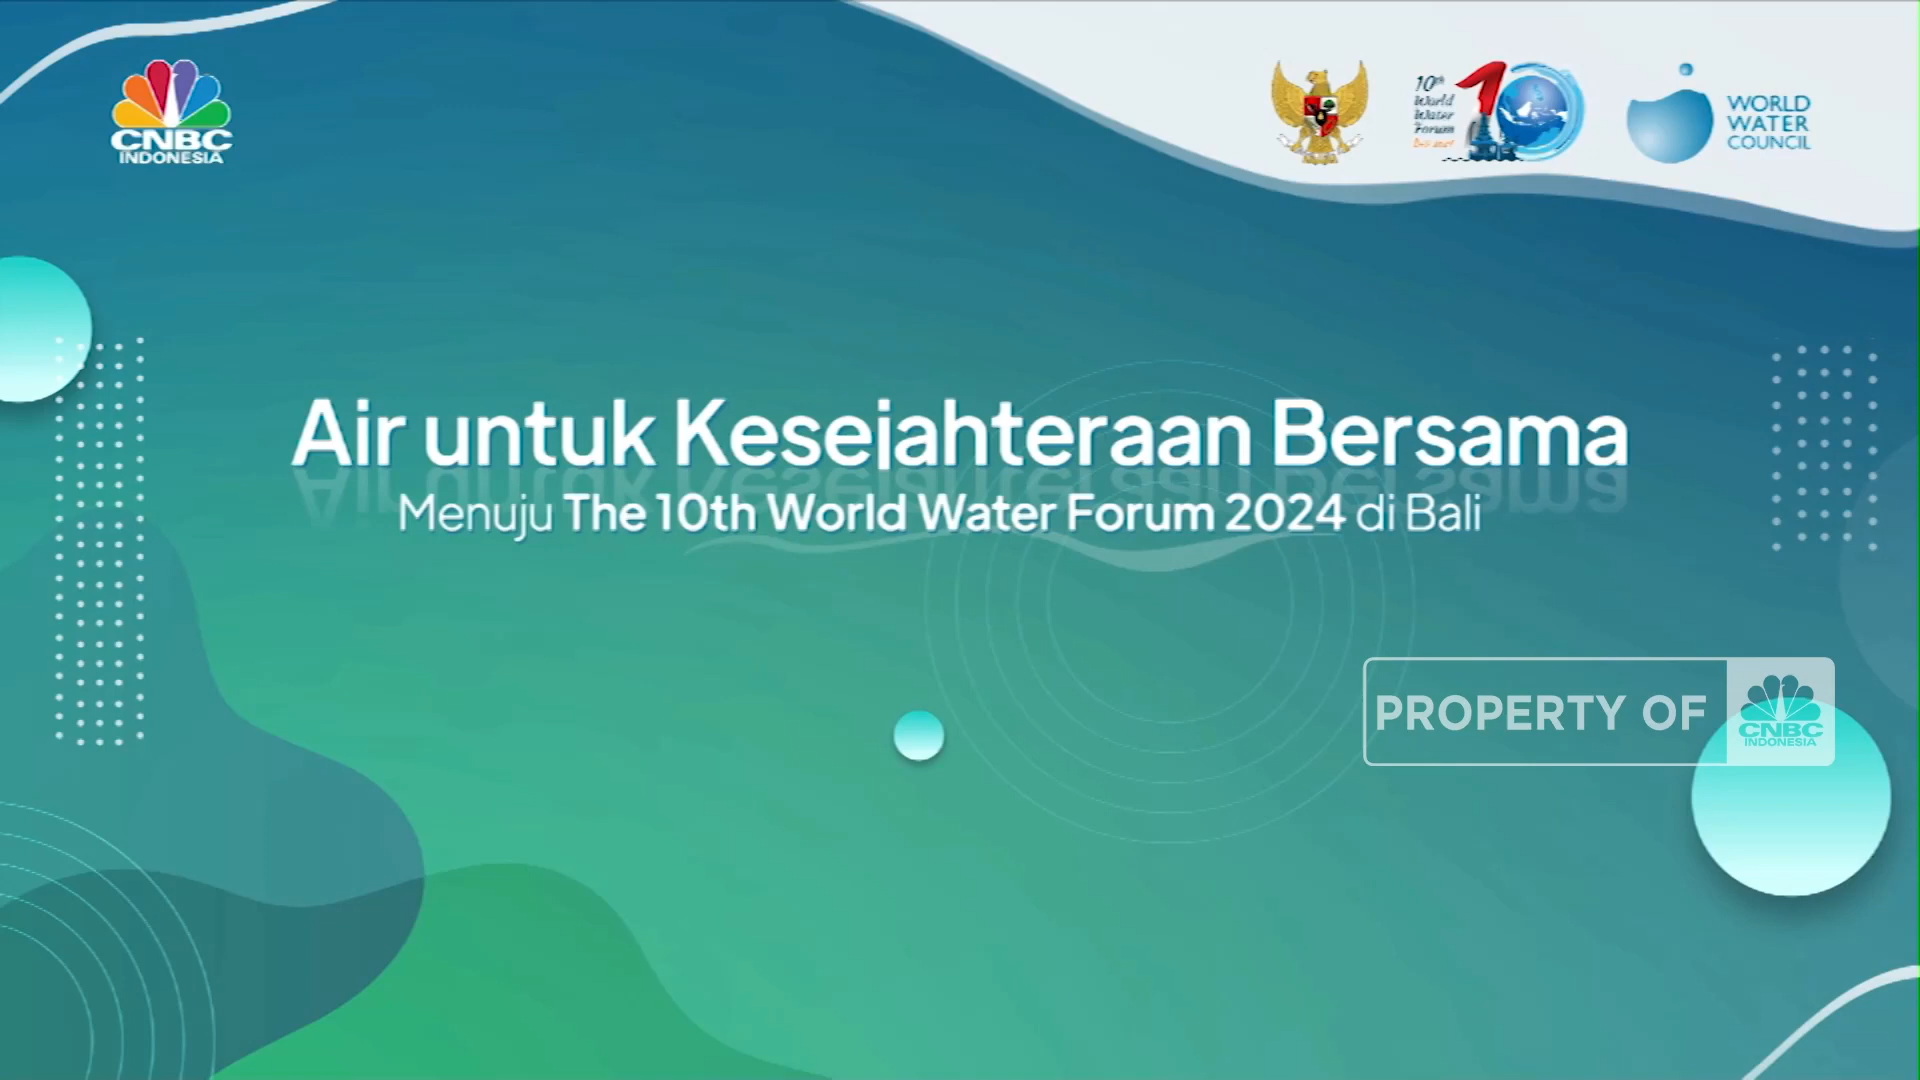 CNBC
INDONESIA
10th
World
Water
Forum
WORLD
WATER
COUNCIL
Air untuk Kesejahteraan Bersama
Menuju The 10th World Water Forum 2024 di Bali
PROPERTY OF
CNBC
INDONESIA